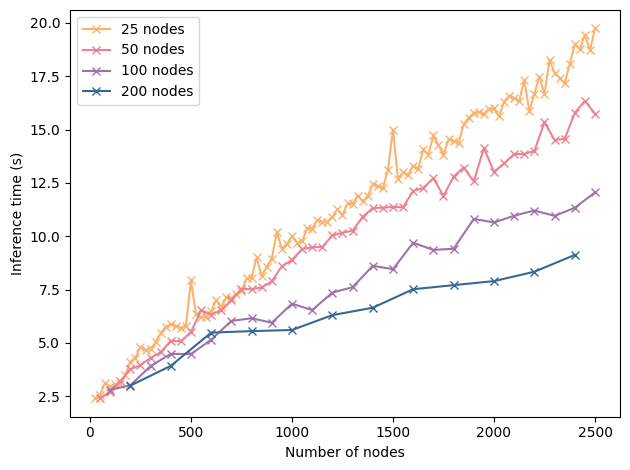 20.0
17.5
15.0
12.5
10.0
7.5
5.0
2.5
Inference time (s)
25 nodes
50 nodes
100 nodes
200 nodes
0
500
1000
1500
2000
2500
Number of nodes